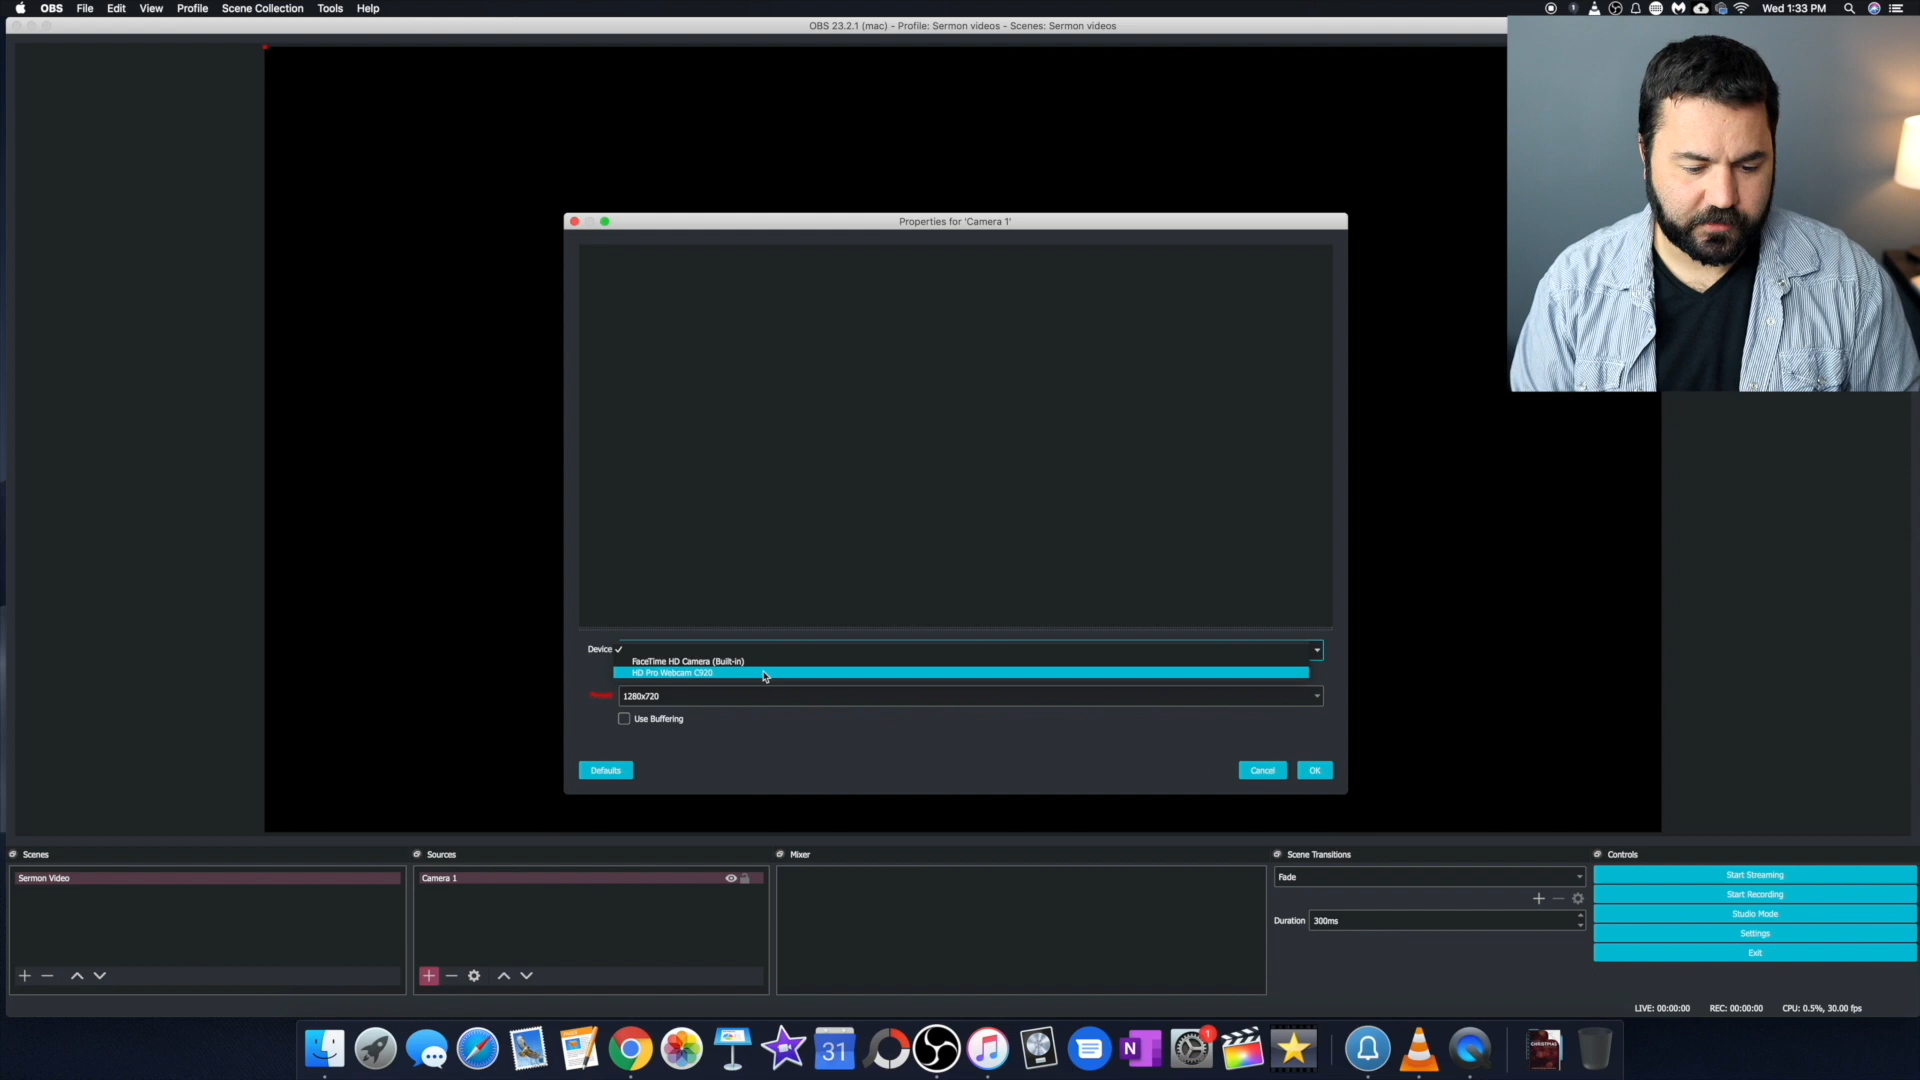 OBS File Edit View Profile Scene Collection Tools Help Wed 1:33 PM
OBS 23.2.1 (mac) - Profile: Sermon videos - Scenes: Sermon videos
Properties for 'Camera 1'
Device ✓
FaceTime HD Camera (Built-in)
HD Pro Webcam C920
1280x720
Use Buffering
Defaults Cancel OK
Scenes Sources Mixer Scene Transitions Controls
Sermon Video Camera 1 Fade Start Streaming
Start Recording
Studio Mode
Duration 300ms
Settings
Exit
LIVE: 00:00:00 REC: 00:00:00 CPU: 0.5%, 30.00 fps
31 N 1 CHRISTMAS